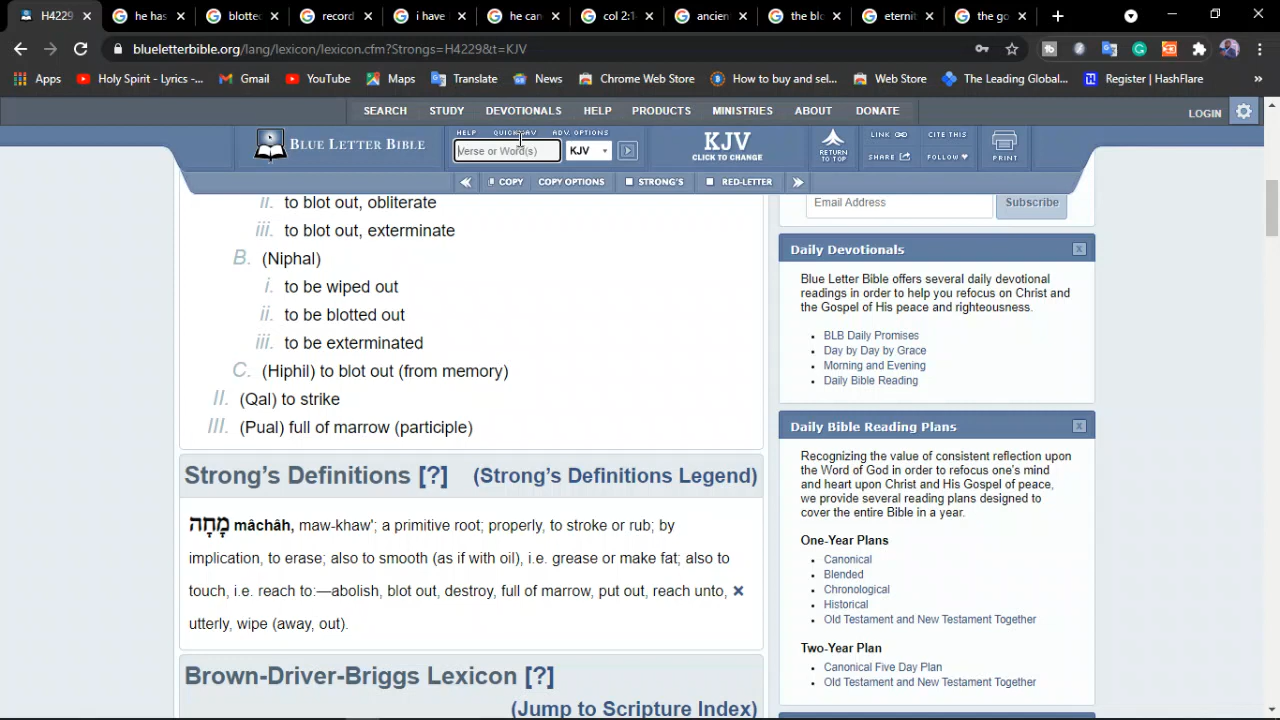 H4229
he has
blotte
record
i have
he can
col 2:1
ancien
the blo
eternit
the go
blueletterbible.org/lang/lexicon/lexicon.cfm?Strongs=H4229&t=KJV
Apps
Holy Spirit - Lyrics -...
Gmail
YouTube
Maps
Translate
News
Chrome Web Store
How to buy and sel...
Web Store
The Leading Global...
Register | HashFlare
»
SEARCH STUDY DEVOTIONALS HELP PRODUCTS MINISTRIES ABOUT DONATE
LOGIN
BLUE LETTER BIBLE
HELP QUICK NAV ADV. OPTIONS
Verse or Word(s)
KJV
KJV
CLICK TO CHANGE
RETURN
TO TOP
LINK
CITE THIS
SHARE
FOLLOW
PRINT
COPY COPY OPTIONS STRONG'S RED-LETTER
ii. to blot out, obliterate
iii. to blot out, exterminate
B. (Niphal)
i. to be wiped out
ii. to be blotted out
iii. to be exterminated
C. (Hiphil) to blot out (from memory)
II. (Qal) to strike
III. (Pual) full of marrow (participle)
Strong's Definitions [?] (Strong's Definitions Legend)
מָחָה mâchâh, maw-khaw'; a primitive root; properly, to stroke or rub; by
implication, to erase; also to smooth (as if with oil), i.e. grease or make fat; also to
touch, i.e. reach to:—abolish, blot out, destroy, full of marrow, put out, reach unto, ×
utterly, wipe (away, out).
Brown-Driver-Briggs Lexicon [?]
(Jump to Scripture Index)
Email Address
Subscribe
Daily Devotionals
Blue Letter Bible offers several daily devotional
readings in order to help you refocus on Christ and
the Gospel of His peace and righteousness.
BLB Daily Promises
Day by Day by Grace
Morning and Evening
Daily Bible Reading
Daily Bible Reading Plans
Recognizing the value of consistent reflection upon
the Word of God in order to refocus one's mind
and heart upon Christ and His Gospel of peace,
we provide several reading plans designed to
cover the entire Bible in a year.
One-Year Plans
Canonical
Blended
Chronological
Historical
Old Testament and New Testament Together
Two-Year Plan
Canonical Five Day Plan
Old Testament and New Testament Together